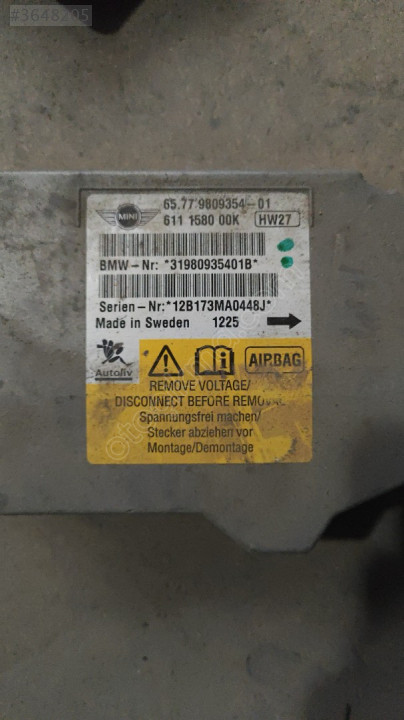 #3648295
65.77 9809354-01
MINI
611 1580 00K HW27
BMW-Nr: *31980935401B*
Serien-Nr:*12B173MA0448J*
Made in Sweden 1225
Autoliv
AIRBAG
REMOVE VOLTAGE/
DISCONNECT BEFORE REMOVAL
Spannungsfrei machen/
Stecker abziehen vor
Montage/Demontage